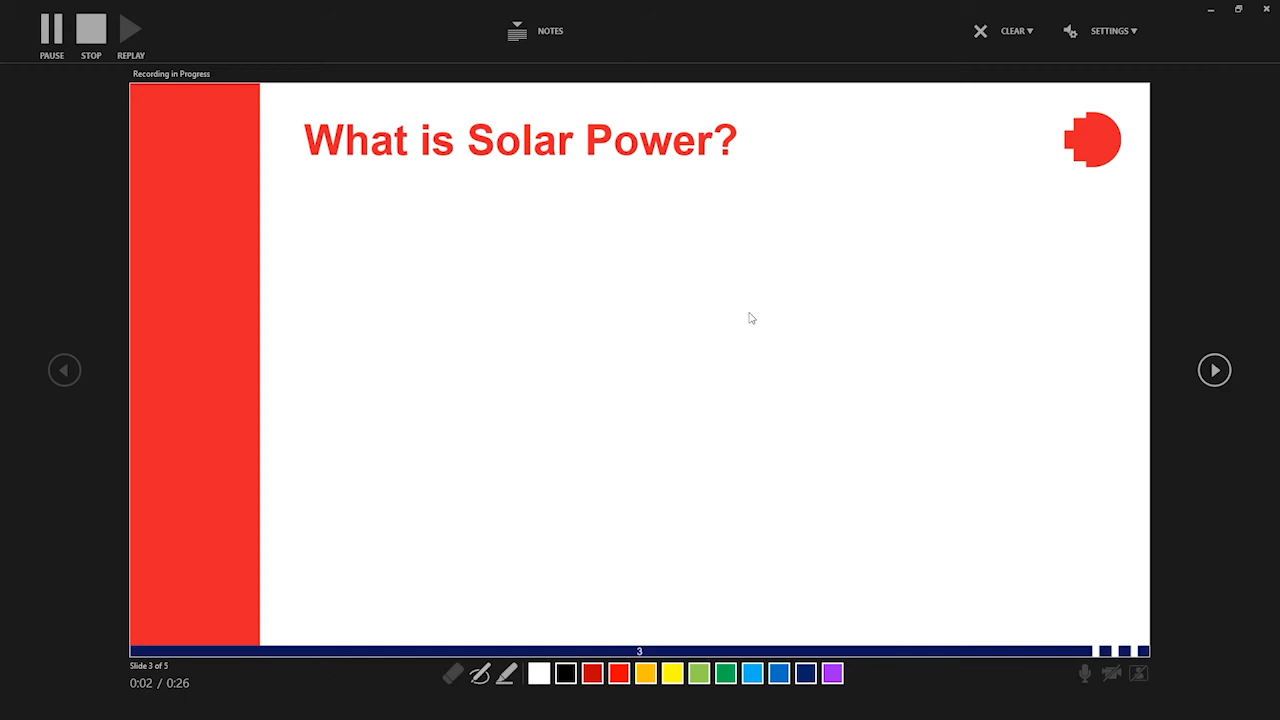 PAUSE
STOP
REPLAY
NOTES
CLEAR
SETTINGS
Recording in Progress
What is Solar Power?
3
Slide 3 of 5
0:02 / 0:26